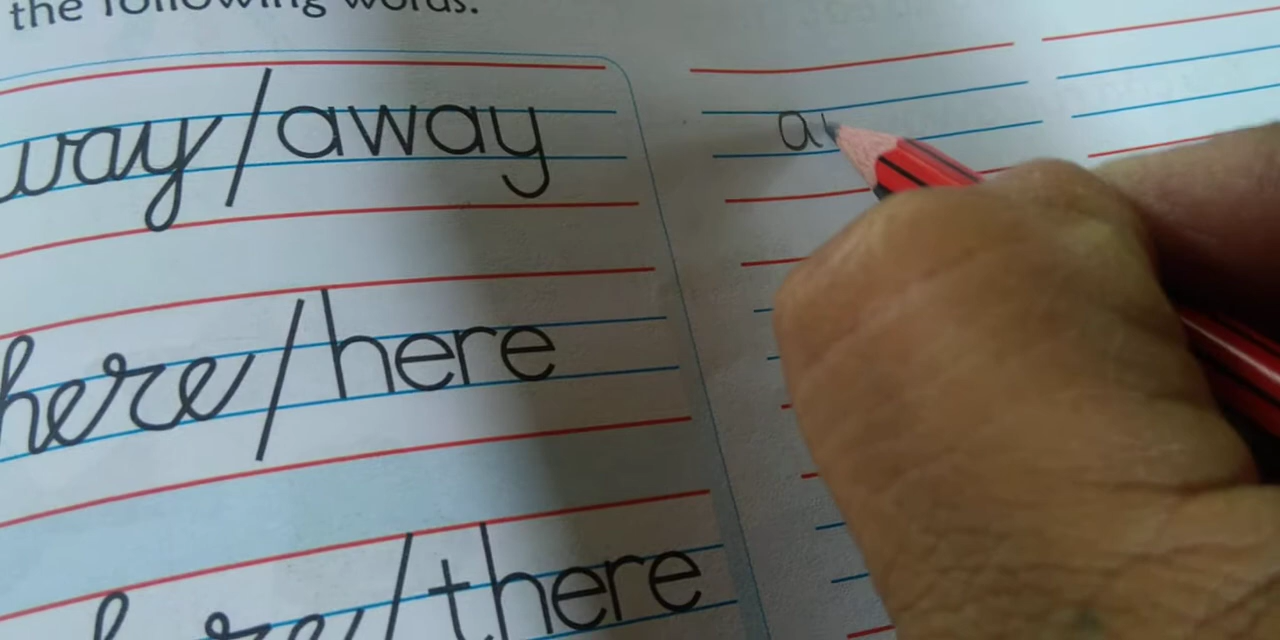 the following words.
way/away
a
here/here
/there